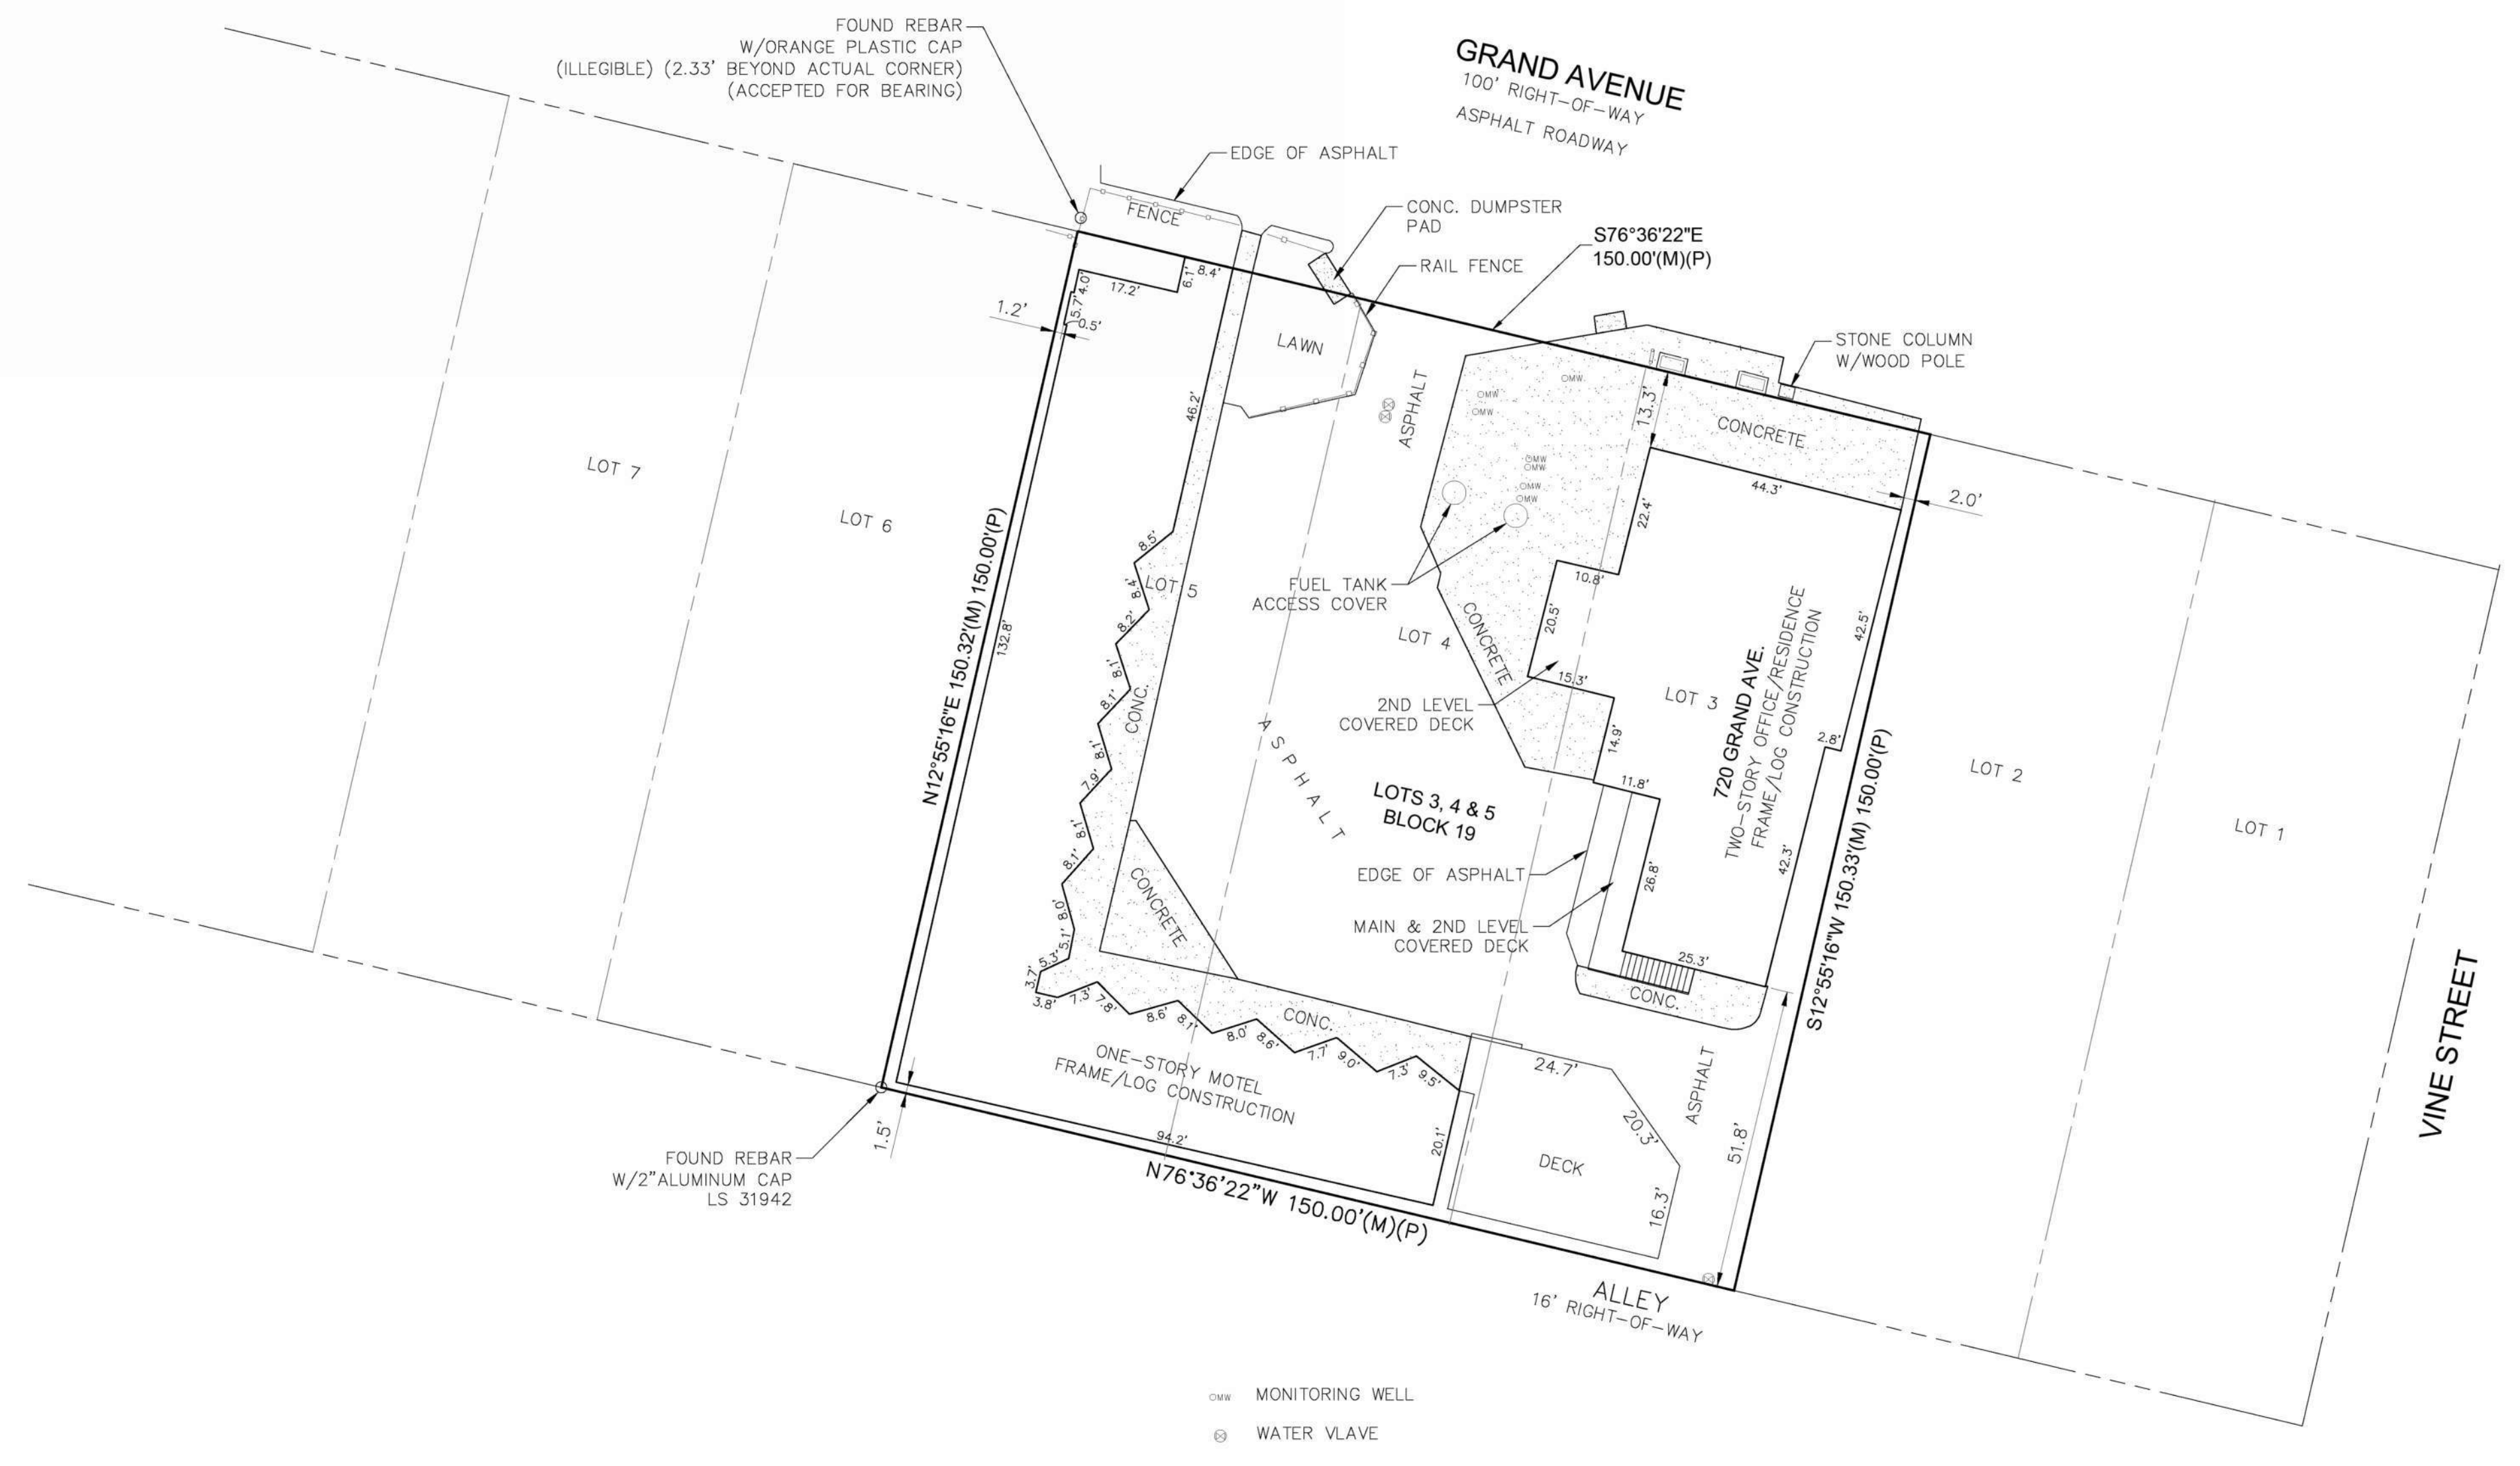 FOUND REBAR
W/ORANGE PLASTIC CAP
(ILLEGIBLE) (2.33' BEYOND ACTUAL CORNER)
(ACCEPTED FOR BEARING)
GRAND AVENUE
100' RIGHT-OF-WAY
ASPHALT ROADWAY
EDGE OF ASPHALT
FENCE
CONC. DUMPSTER
PAD
S76°36'22"E
150.00'(M)(P)
RAIL FENCE
8.4'
6.1'
17.2'
4.0'
5.7'
0.5'
1.2'
LAWN
STONE COLUMN
W/WOOD POLE
OMW
OMW
OMW
ASPHALT
46.2'
13.3'
CONCRETE
OMW
OMW
OMW
OMW
44.3'
2.0'
22.4'
LOT 7
LOT 6
N12°55'16"E 150.32'(M) 150.00'(P)
132.8'
8.5'
8.4'
LOT 5
8.2'
8.1'
8.1'
8.1'
7.9'
8.1'
8.1'
8.0'
5.1'
5.3'
3.7'
3.8'
7.3'
7.8'
8.6'
8.1'
8.0'
8.6'
7.7'
9.0'
7.3'
9.5'
CONC.
FUEL TANK
ACCESS COVER
10.8'
20.5'
LOT 4
CONCRETE
15.3'
2ND LEVEL
COVERED DECK
14.9'
LOT 3
720 GRAND AVE.
TWO-STORY OFFICE/RESIDENCE
FRAME/LOG CONSTRUCTION
42.5'
2.8'
42.3'
S12°55'16"W 150.33'(M) 150.00'(P)
LOT 2
LOT 1
ASPHALT
11.8'
LOTS 3, 4 & 5
BLOCK 19
EDGE OF ASPHALT
26.8'
MAIN & 2ND LEVEL
COVERED DECK
25.3'
CONC.
CONCRETE
CONC.
VINE STREET
ONE-STORY MOTEL
FRAME/LOG CONSTRUCTION
24.7'
20.3'
DECK
16.3'
ASPHALT
51.8'
20.1'
94.2'
1.5'
FOUND REBAR
W/2"ALUMINUM CAP
LS 31942
N76°36'22"W 150.00'(M)(P)
ALLEY
16' RIGHT-OF-WAY
OMW MONITORING WELL
WATER VLAVE